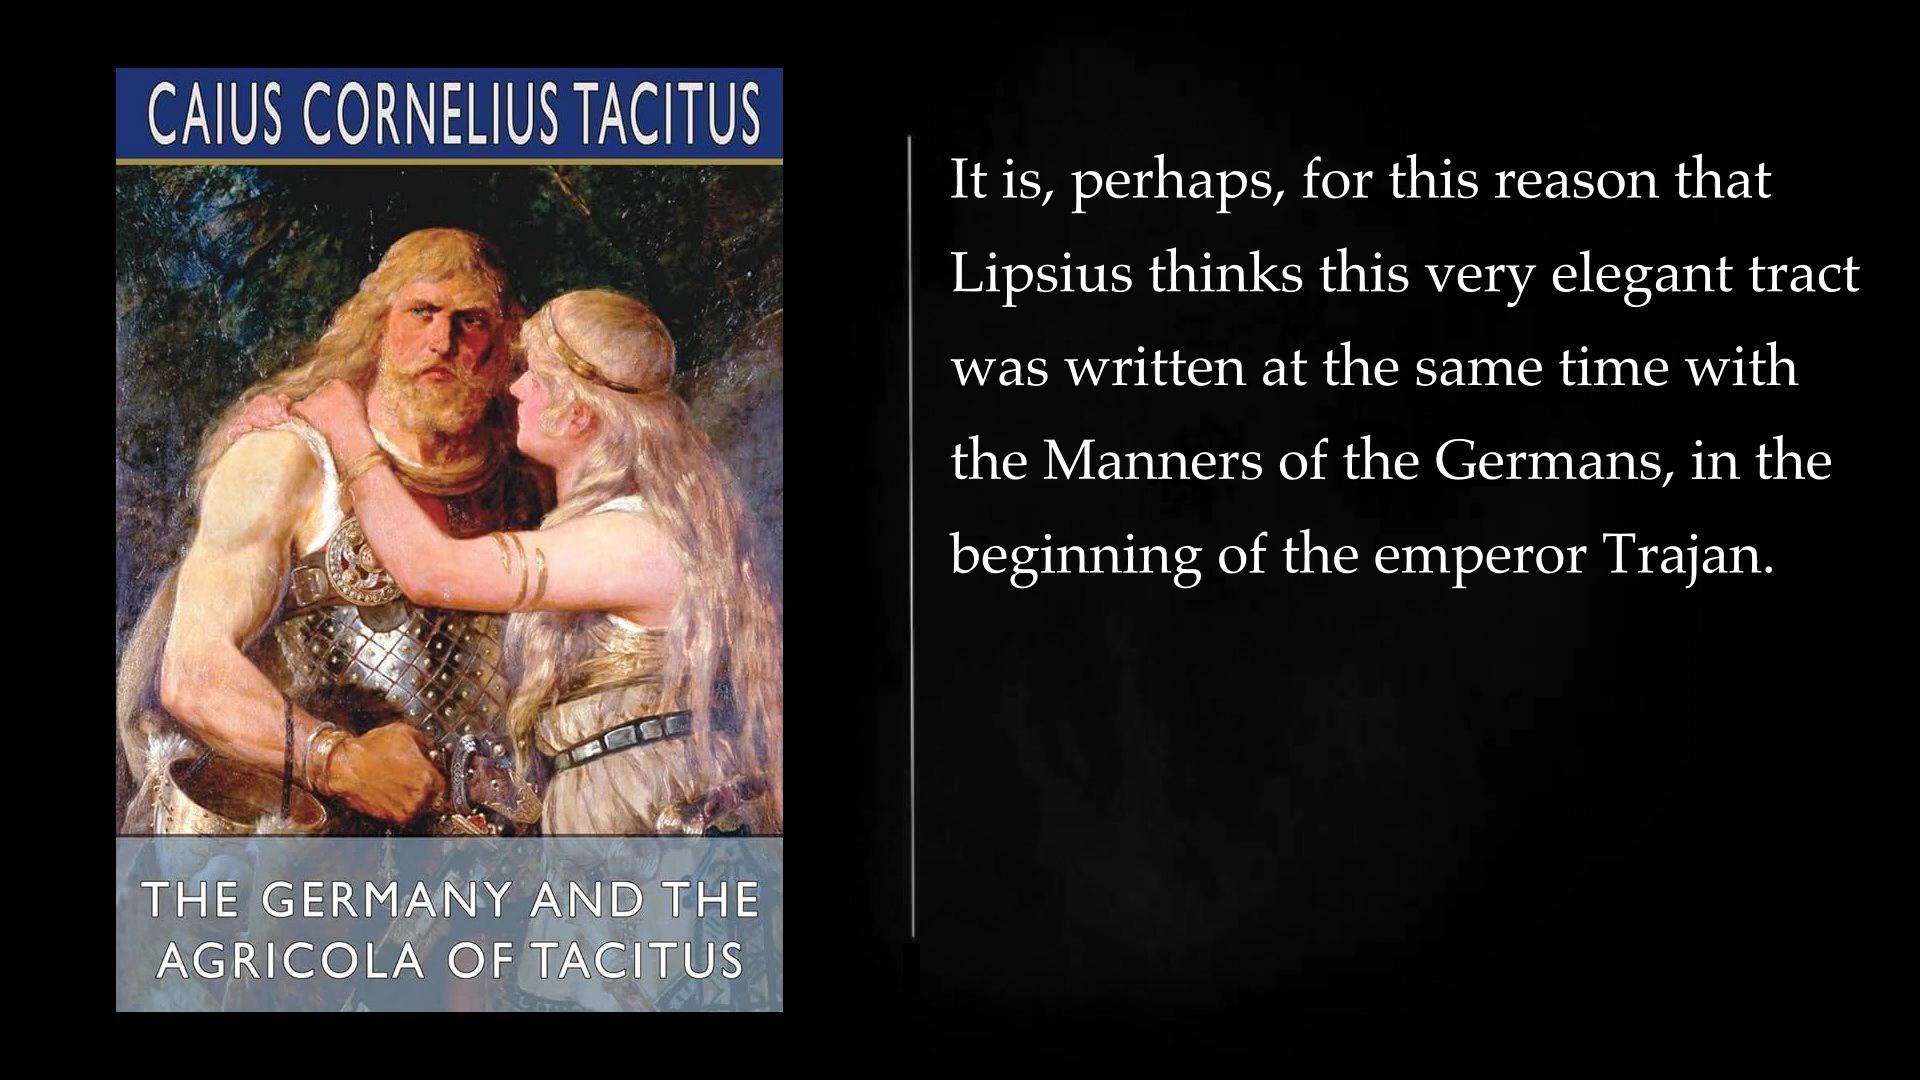 CAIUS CORNELIUS TACITUS
THE GERMANY AND THE
AGRICOLA OF TACITUS
It is, perhaps, for this reason that
Lipsius thinks this very elegant tract
was written at the same time with
the Manners of the Germans, in the
beginning of the emperor Trajan.